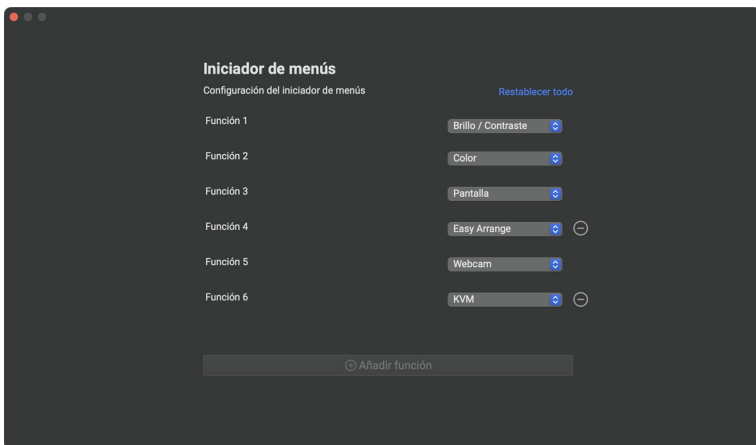 Iniciador de menús
Configuración del iniciador de menús Restablecer todo
Función 1 Brillo / Contraste
Función 2 Color
Función 3 Pantalla
Función 4 Easy Arrange
Función 5 Webcam
Función 6 KVM
Añadir función